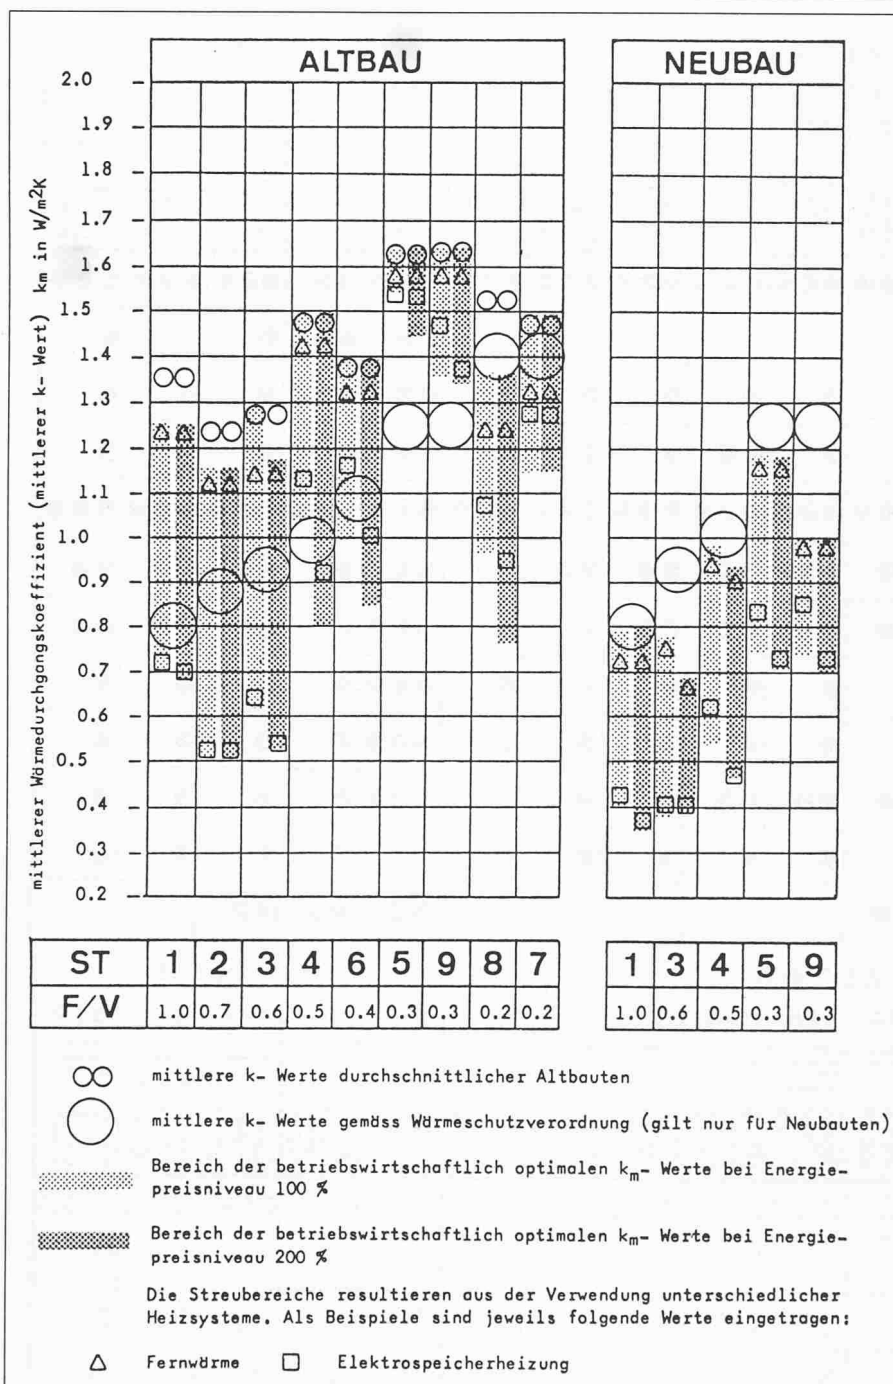 ALTBAU
NEUBAU
mittlerer Wärmedurchgangskoeffizient (mittlerer k- Wert) km in W/m²K
2.0
1.9
1.8
1.7
1.6
1.5
1.4
1.3
1.2
1.1
1.0
0.9
0.8
0.7
0.6
0.5
0.4
0.3
0.2
ST 1 2 3 4 6 5 9 8 7 1 3 4 5 9
F/V 1.0 0.7 0.6 0.5 0.4 0.3 0.3 0.2 0.2 1.0 0.6 0.5 0.3 0.3
mittlere k- Werte durchschnittlicher Altbauten
mittlere k- Werte gemäss Wärmeschutzverordnung (gilt nur für Neubauten)
Bereich der betriebswirtschaftlich optimalen km- Werte bei Energie-
preisniveau 100 %
Bereich der betriebswirtschaftlich optimalen km- Werte bei Energie-
preisniveau 200 %
Die Streubereiche resultieren aus der Verwendung unterschiedlicher
Heizsysteme. Als Beispiele sind jeweils folgende Werte eingetragen:
Fernwärme Elektrospeicherheizung